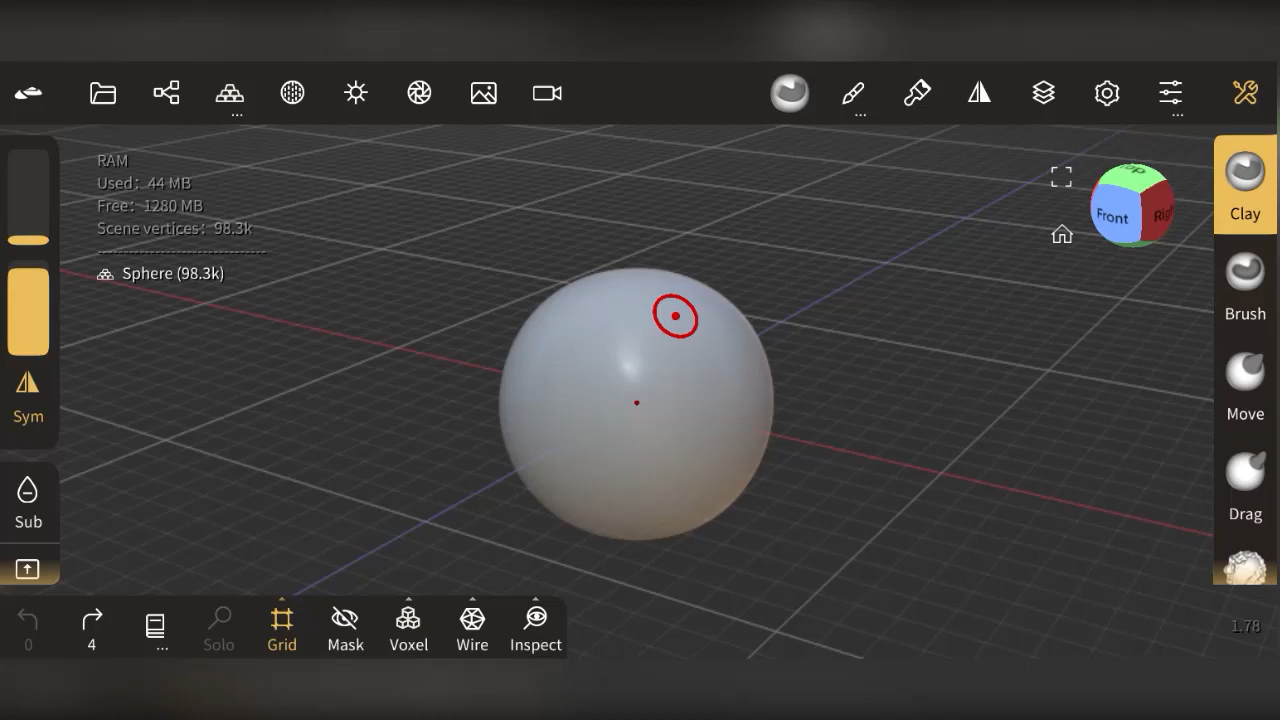 RAM
Used: 44 MB
Free: 1280 MB
Scene vertices: 98.3k
--------------------------------
Sphere (98.3k)
Front
Clay
Brush
Move
Drag
Sym
Sub
0
4
...
Solo
Grid
Mask
Voxel
Wire
Inspect
1.78